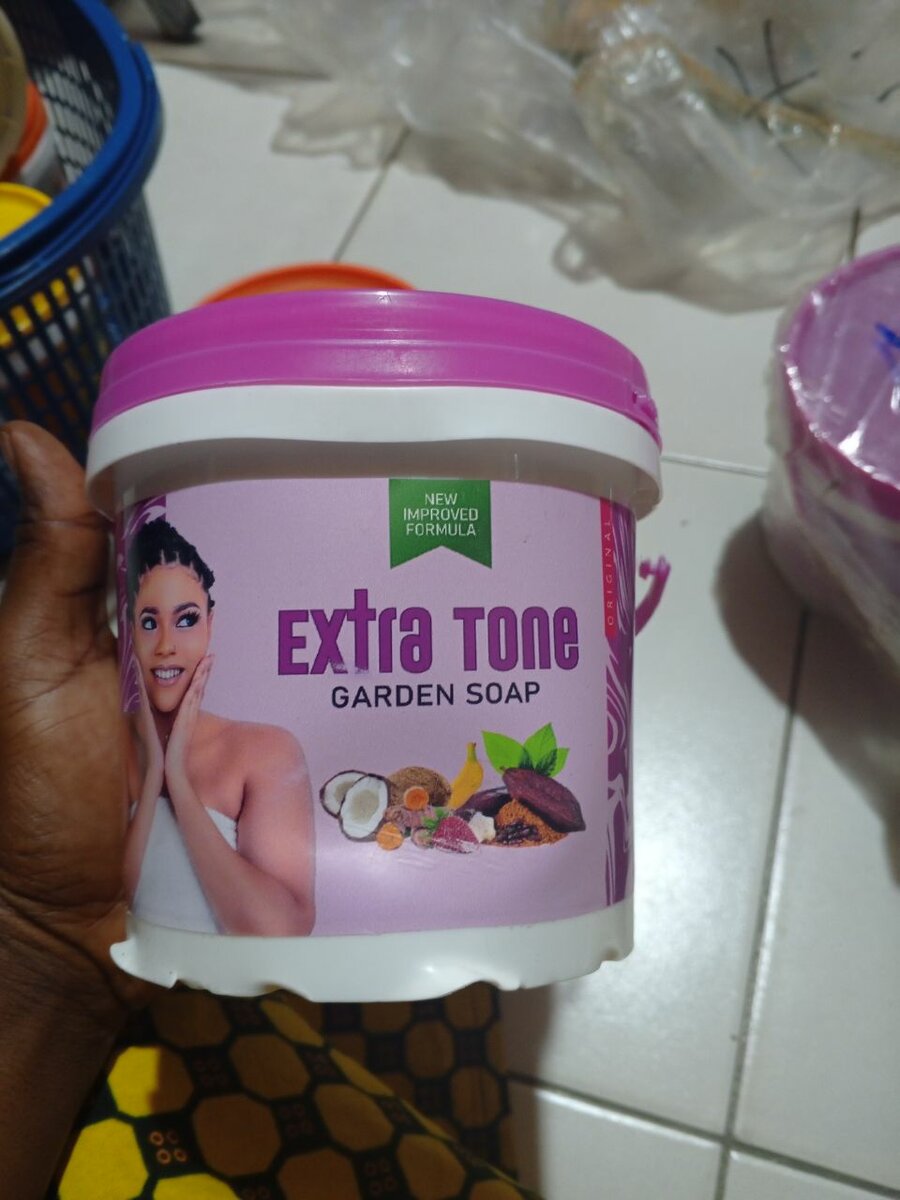 NEW
IMPROVED
FORMULA
ORIGINAL
Extra Tone
GARDEN SOAP